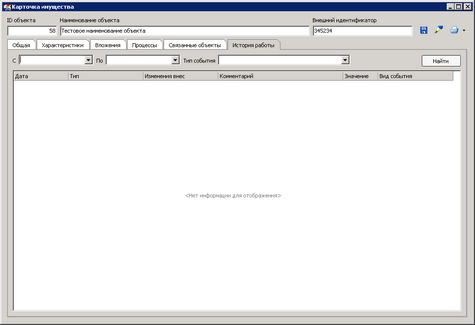 Карточка имущества
ID объекта Наименование объекта Внешний идентификатор
58 Тестовое наименование объекта 345234
Общая Характеристики Вложения Процессы Связанные объекты История работы
С По Тип события Найти
Дата Тип Изменения внес Комментарий Значение Вид события
<Нет информации для отображения>